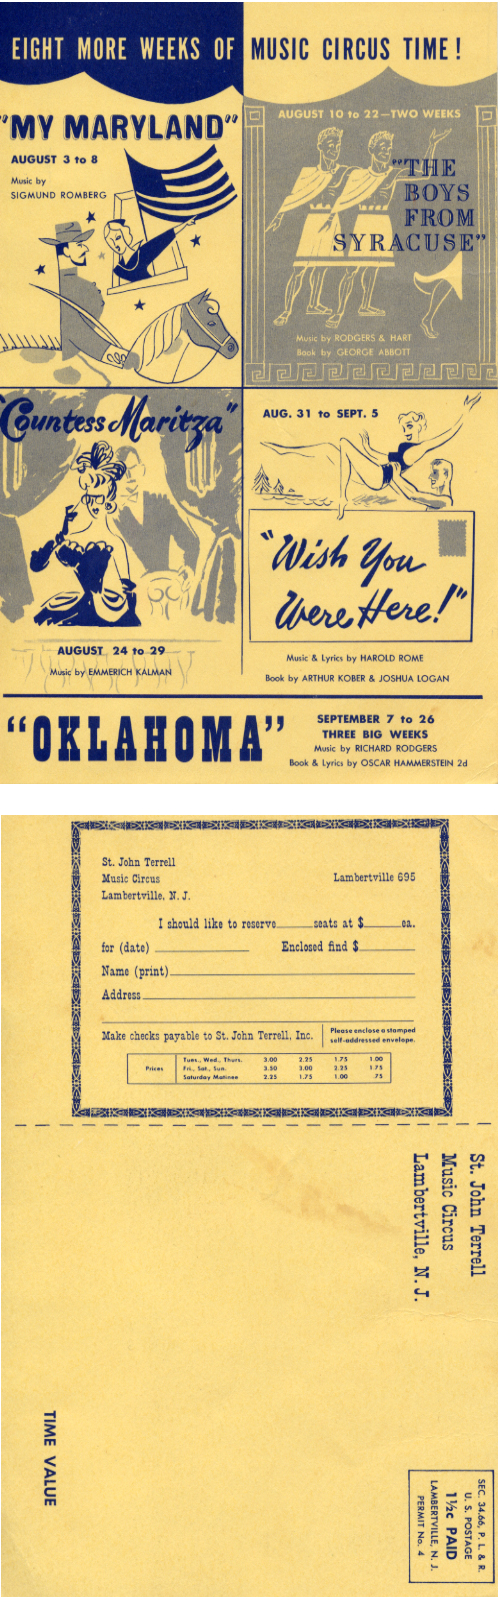 EIGHT MORE WEEKS OF MUSIC CIRCUS TIME!
"MY MARYLAND"
AUGUST 3 to 8
Music by
SIGMUND ROMBERG
AUGUST 10 to 22—TWO WEEKS
"THE
BOYS
FROM
SYRACUSE"
Music by RODGERS & HART
Book by GEORGE ABBOTT
"Countess Maritza"
AUGUST 24 to 29
Music by EMMERICH KALMAN
AUG. 31 to SEPT. 5
"Wish You
Were Here!"
Music & Lyrics by HAROLD ROME
Book by ARTHUR KOBER & JOSHUA LOGAN
"OKLAHOMA"
SEPTEMBER 7 to 26
THREE BIG WEEKS
Music by RICHARD RODGERS
Book & Lyrics by OSCAR HAMMERSTEIN 2d
St. John Terrell
Music Circus Lambertville 695
Lambertville, N. J.
I should like to reserve______seats at $______ea.
for (date)______ Enclosed find $______
Name (print)______
Address______
Make checks payable to St. John Terrell, Inc.
Please enclose a stamped
self-addressed envelope.
Prices
Tues., Wed., Thurs. 3.00 2.25 1.75 1.00
Fri., Sat., Sun. 3.50 3.00 2.25 1.75
Saturday Matinee 2.25 1.75 1.00 .75
St. John Terrell
Music Circus
Lambertville, N. J.
TIME VALUE
SEC. 34.66, P. L. & R.
U. S. POSTAGE
1½c PAID
LAMBERTVILLE, N. J.
PERMIT No. 4